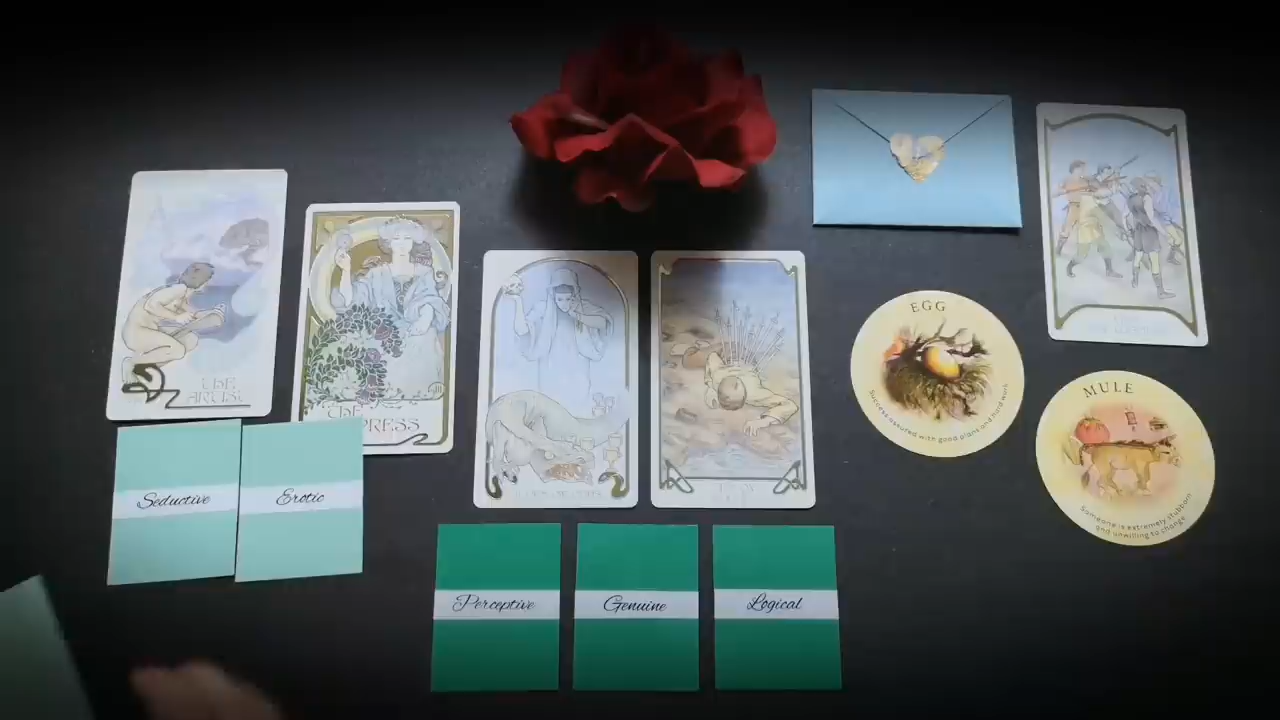 THE
ARTIST
THE
PRESS
EGG
Success assured with good plans and hard work
MULE
Someone is extremely stubborn
and unwilling to change
Seductive
Erotic
Perceptive
Genuine
Logical